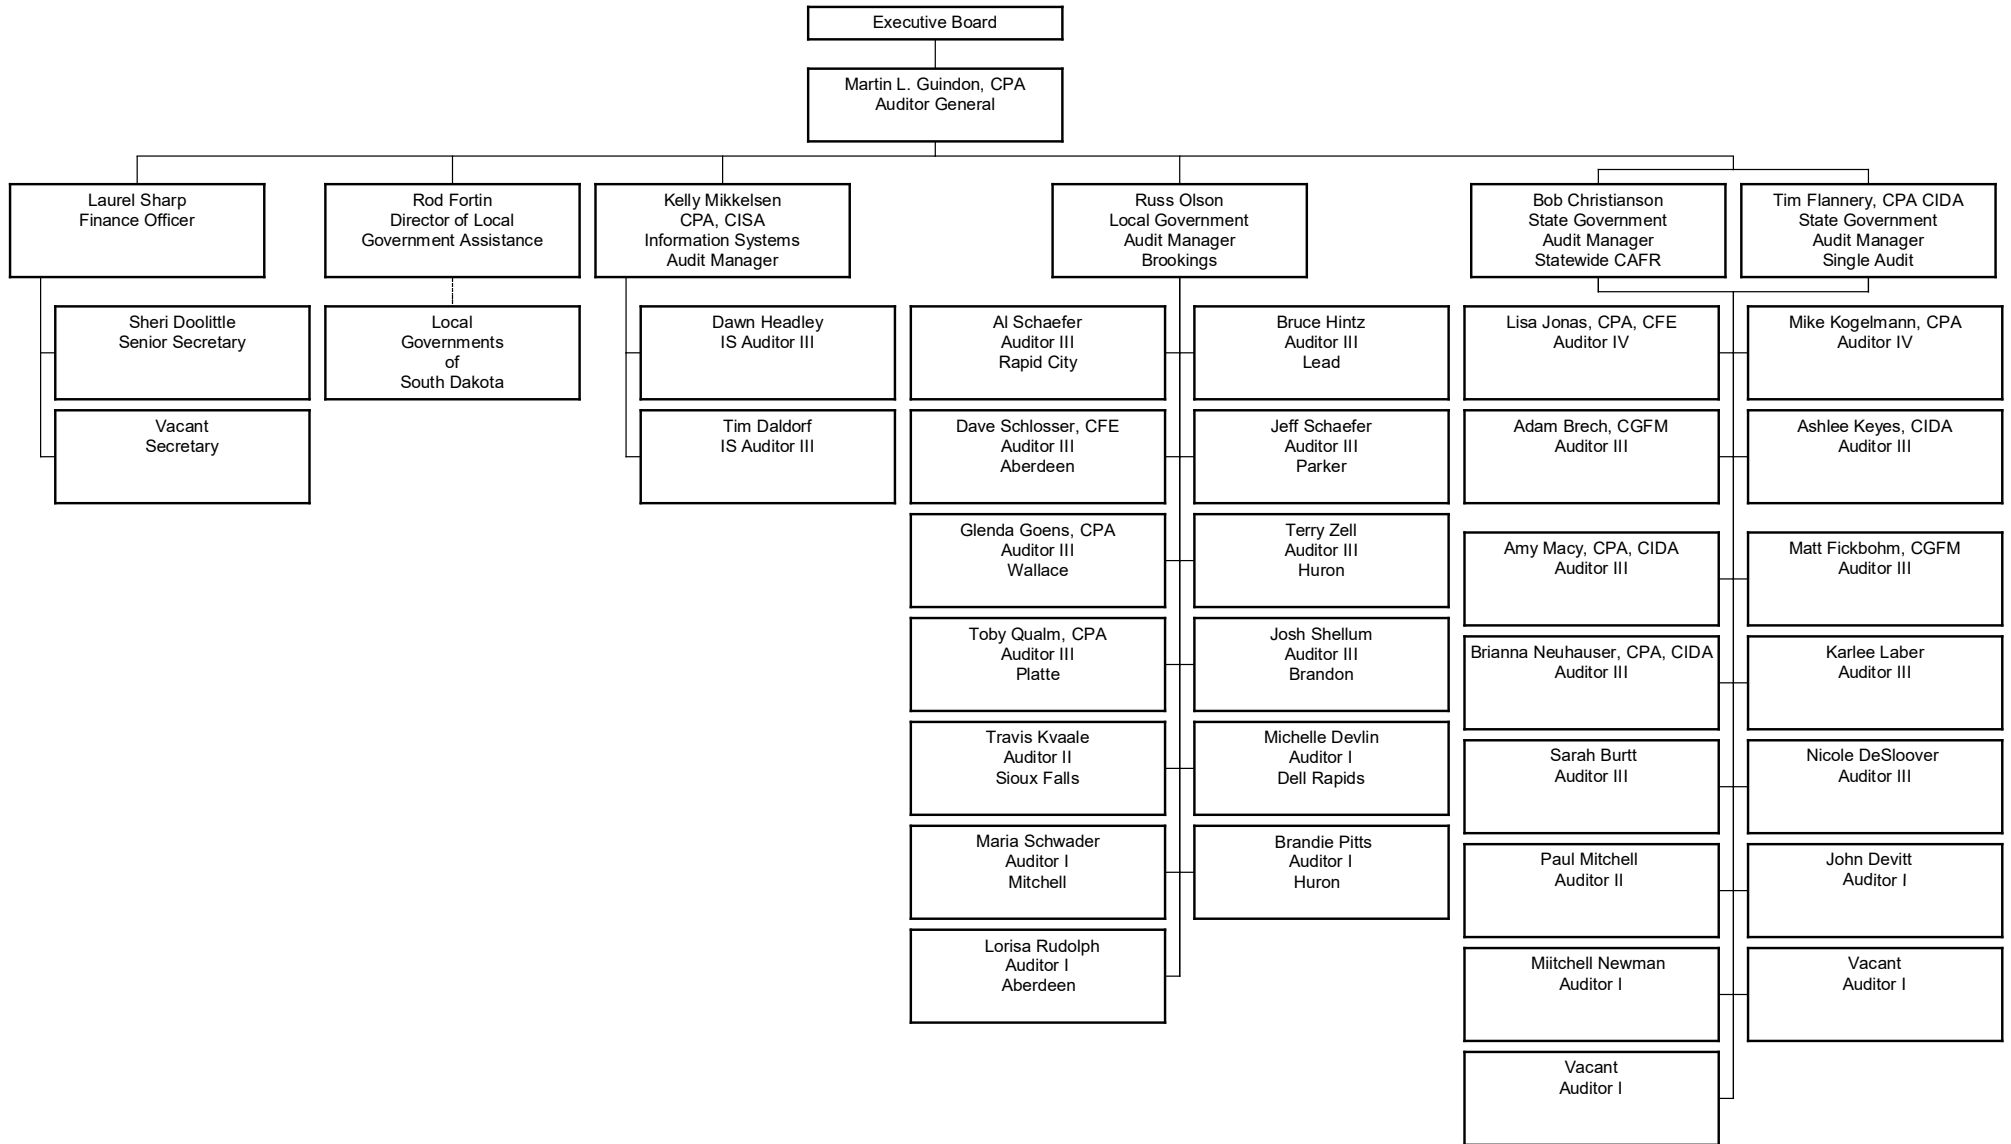 Executive Board
Martin L. Guindon, CPA
Auditor General
Laurel Sharp
Finance Officer
Rod Fortin
Director of Local
Government Assistance
Kelly Mikkelsen
CPA, CISA
Information Systems
Audit Manager
Russ Olson
Local Government
Audit Manager
Brookings
Bob Christianson
State Government
Audit Manager
Statewide CAFR
Tim Flannery, CPA CIDA
State Government
Audit Manager
Single Audit
Sheri Doolittle
Senior Secretary
Vacant
Secretary
Local
Governments
of
South Dakota
Dawn Headley
IS Auditor III
Tim Daldorf
IS Auditor III
Al Schaefer
Auditor III
Rapid City
Bruce Hintz
Auditor III
Lead
Dave Schlosser, CFE
Auditor III
Aberdeen
Jeff Schaefer
Auditor III
Parker
Glenda Goens, CPA
Auditor III
Wallace
Terry Zell
Auditor III
Huron
Toby Qualm, CPA
Auditor III
Platte
Josh Shellum
Auditor III
Brandon
Travis Kvaale
Auditor II
Sioux Falls
Michelle Devlin
Auditor I
Dell Rapids
Maria Schwader
Auditor I
Mitchell
Brandie Pitts
Auditor I
Huron
Lorisa Rudolph
Auditor I
Aberdeen
Lisa Jonas, CPA, CFE
Auditor IV
Mike Kogelmann, CPA
Auditor IV
Adam Brech, CGFM
Auditor III
Ashlee Keyes, CIDA
Auditor III
Amy Macy, CPA, CIDA
Auditor III
Matt Fickbohm, CGFM
Auditor III
Brianna Neuhauser, CPA, CIDA
Auditor III
Karlee Laber
Auditor III
Sarah Burtt
Auditor III
Nicole DeSloover
Auditor III
Paul Mitchell
Auditor II
John Devitt
Auditor I
Miitchell Newman
Auditor I
Vacant
Auditor I
Vacant
Auditor I